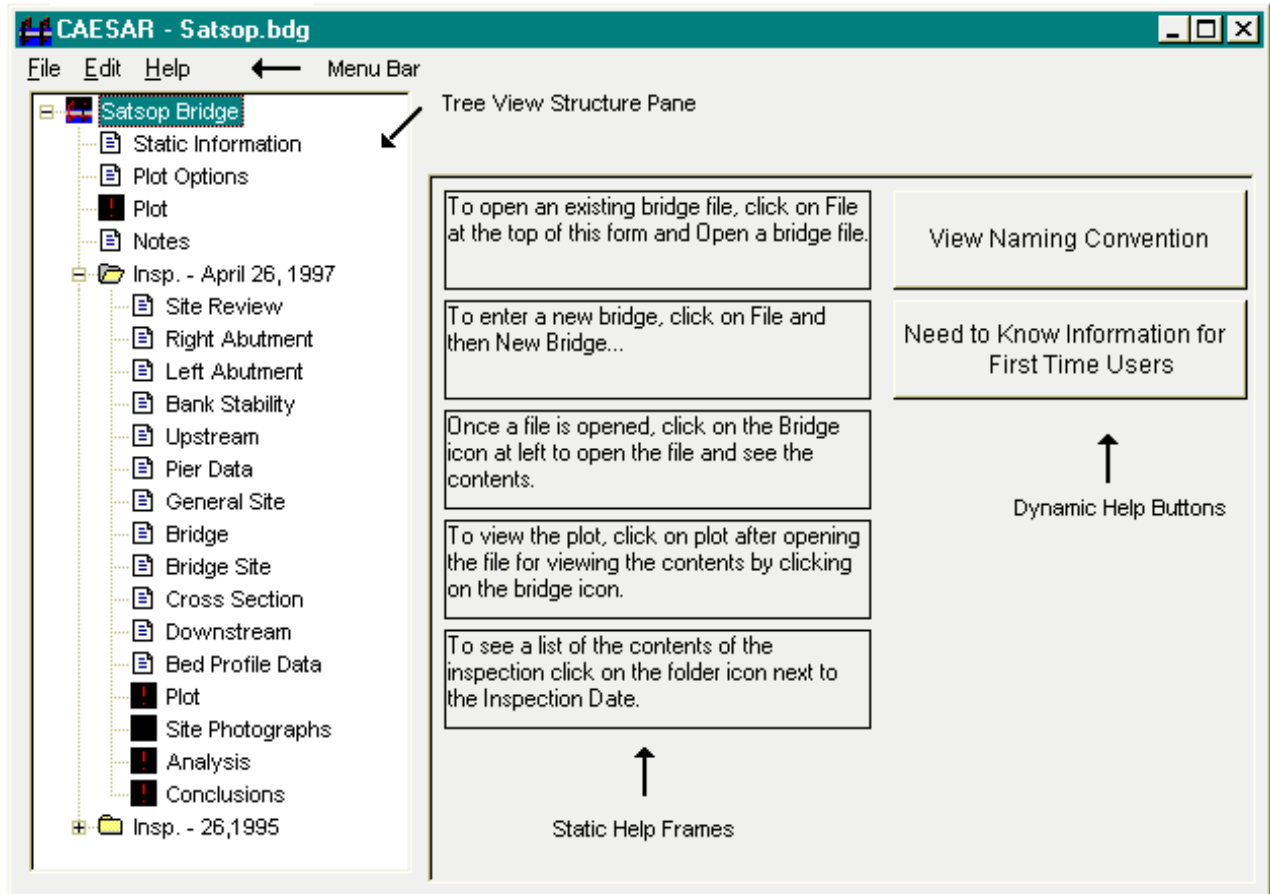 CAESAR - Satsop.bdg
File Edit Help Menu Bar
Satsop Bridge
Static Information
Plot Options
Plot
Notes
Insp. - April 26, 1997
Site Review
Right Abutment
Left Abutment
Bank Stability
Upstream
Pier Data
General Site
Bridge
Bridge Site
Cross Section
Downstream
Bed Profile Data
Plot
Site Photographs
Analysis
Conclusions
Insp. - 26,1995
Tree View Structure Pane
To open an existing bridge file, click on File
at the top of this form and Open a bridge file.
To enter a new bridge, click on File and
then New Bridge...
Once a file is opened, click on the Bridge
icon at left to open the file and see the
contents.
To view the plot, click on plot after opening
the file for viewing the contents by clicking
on the bridge icon.
To see a list of the contents of the
inspection click on the folder icon next to
the Inspection Date.
Static Help Frames
View Naming Convention
Need to Know Information for
First Time Users
Dynamic Help Buttons